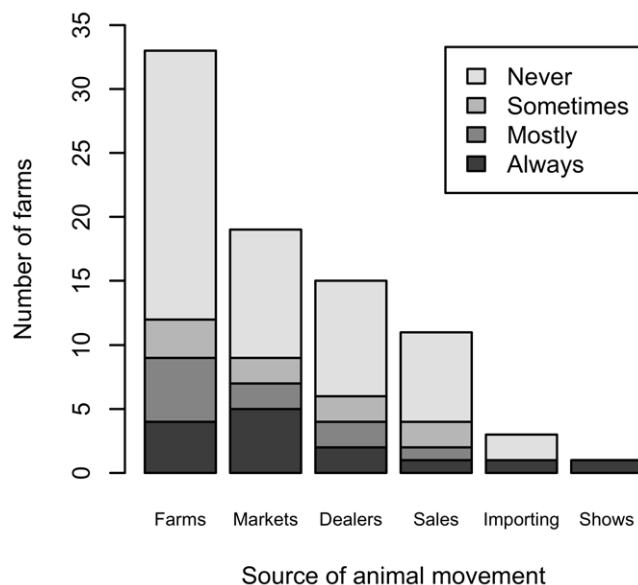 35
30
25
20
15
10
5
0
Number of farms
Never
Sometimes
Mostly
Always
Farms Markets Dealers Sales Importing Shows
Source of animal movement